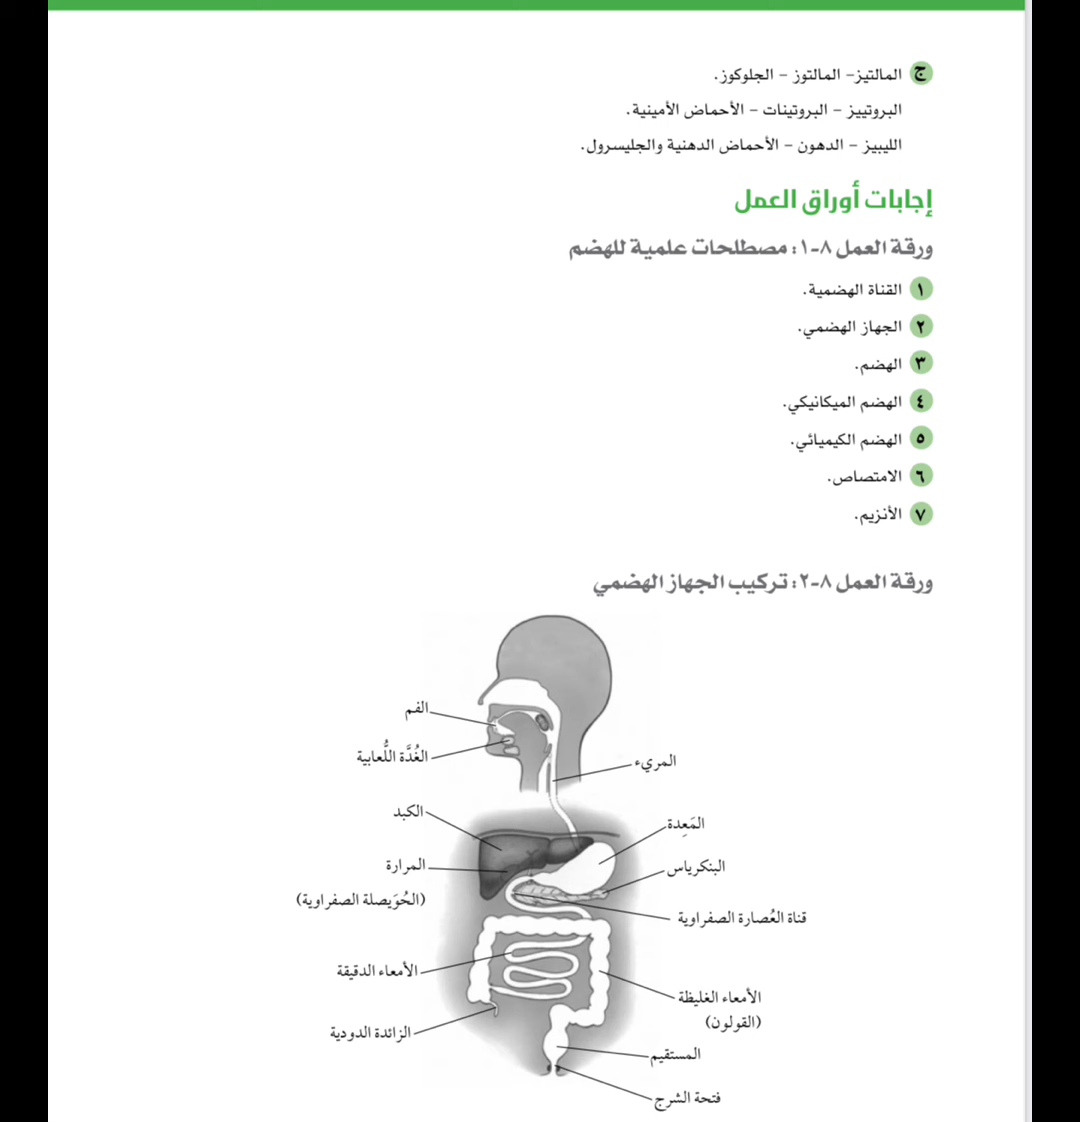 ج المالتيز- المالتوز - الجلوكوز.
البروتييز - البروتينات - الأحماض الأمينية.
الليبيز - الدهون - الأحماض الدهنية والجليسرول.
إجابات أوراق العمل
ورقة العمل ٨-١: مصطلحات علمية للهضم
١ القناة الهضمية.
٢ الجهاز الهضمي.
٣ الهضم.
٤ الهضم الميكانيكي.
٥ الهضم الكيميائي.
٦ الامتصاص.
٧ الأنزيم.
ورقة العمل ٨-٢: تركيب الجهاز الهضمي
الفم
الغُدَّة اللُّعابية
المريء
الكبد
المَعِدة
المرارة
(الحُوَيصلة الصفراوية)
البنكرياس
قناة العُصارة الصفراوية
الأمعاء الدقيقة
الأمعاء الغليظة
(القولون)
الزائدة الدودية
المستقيم
فتحة الشرج